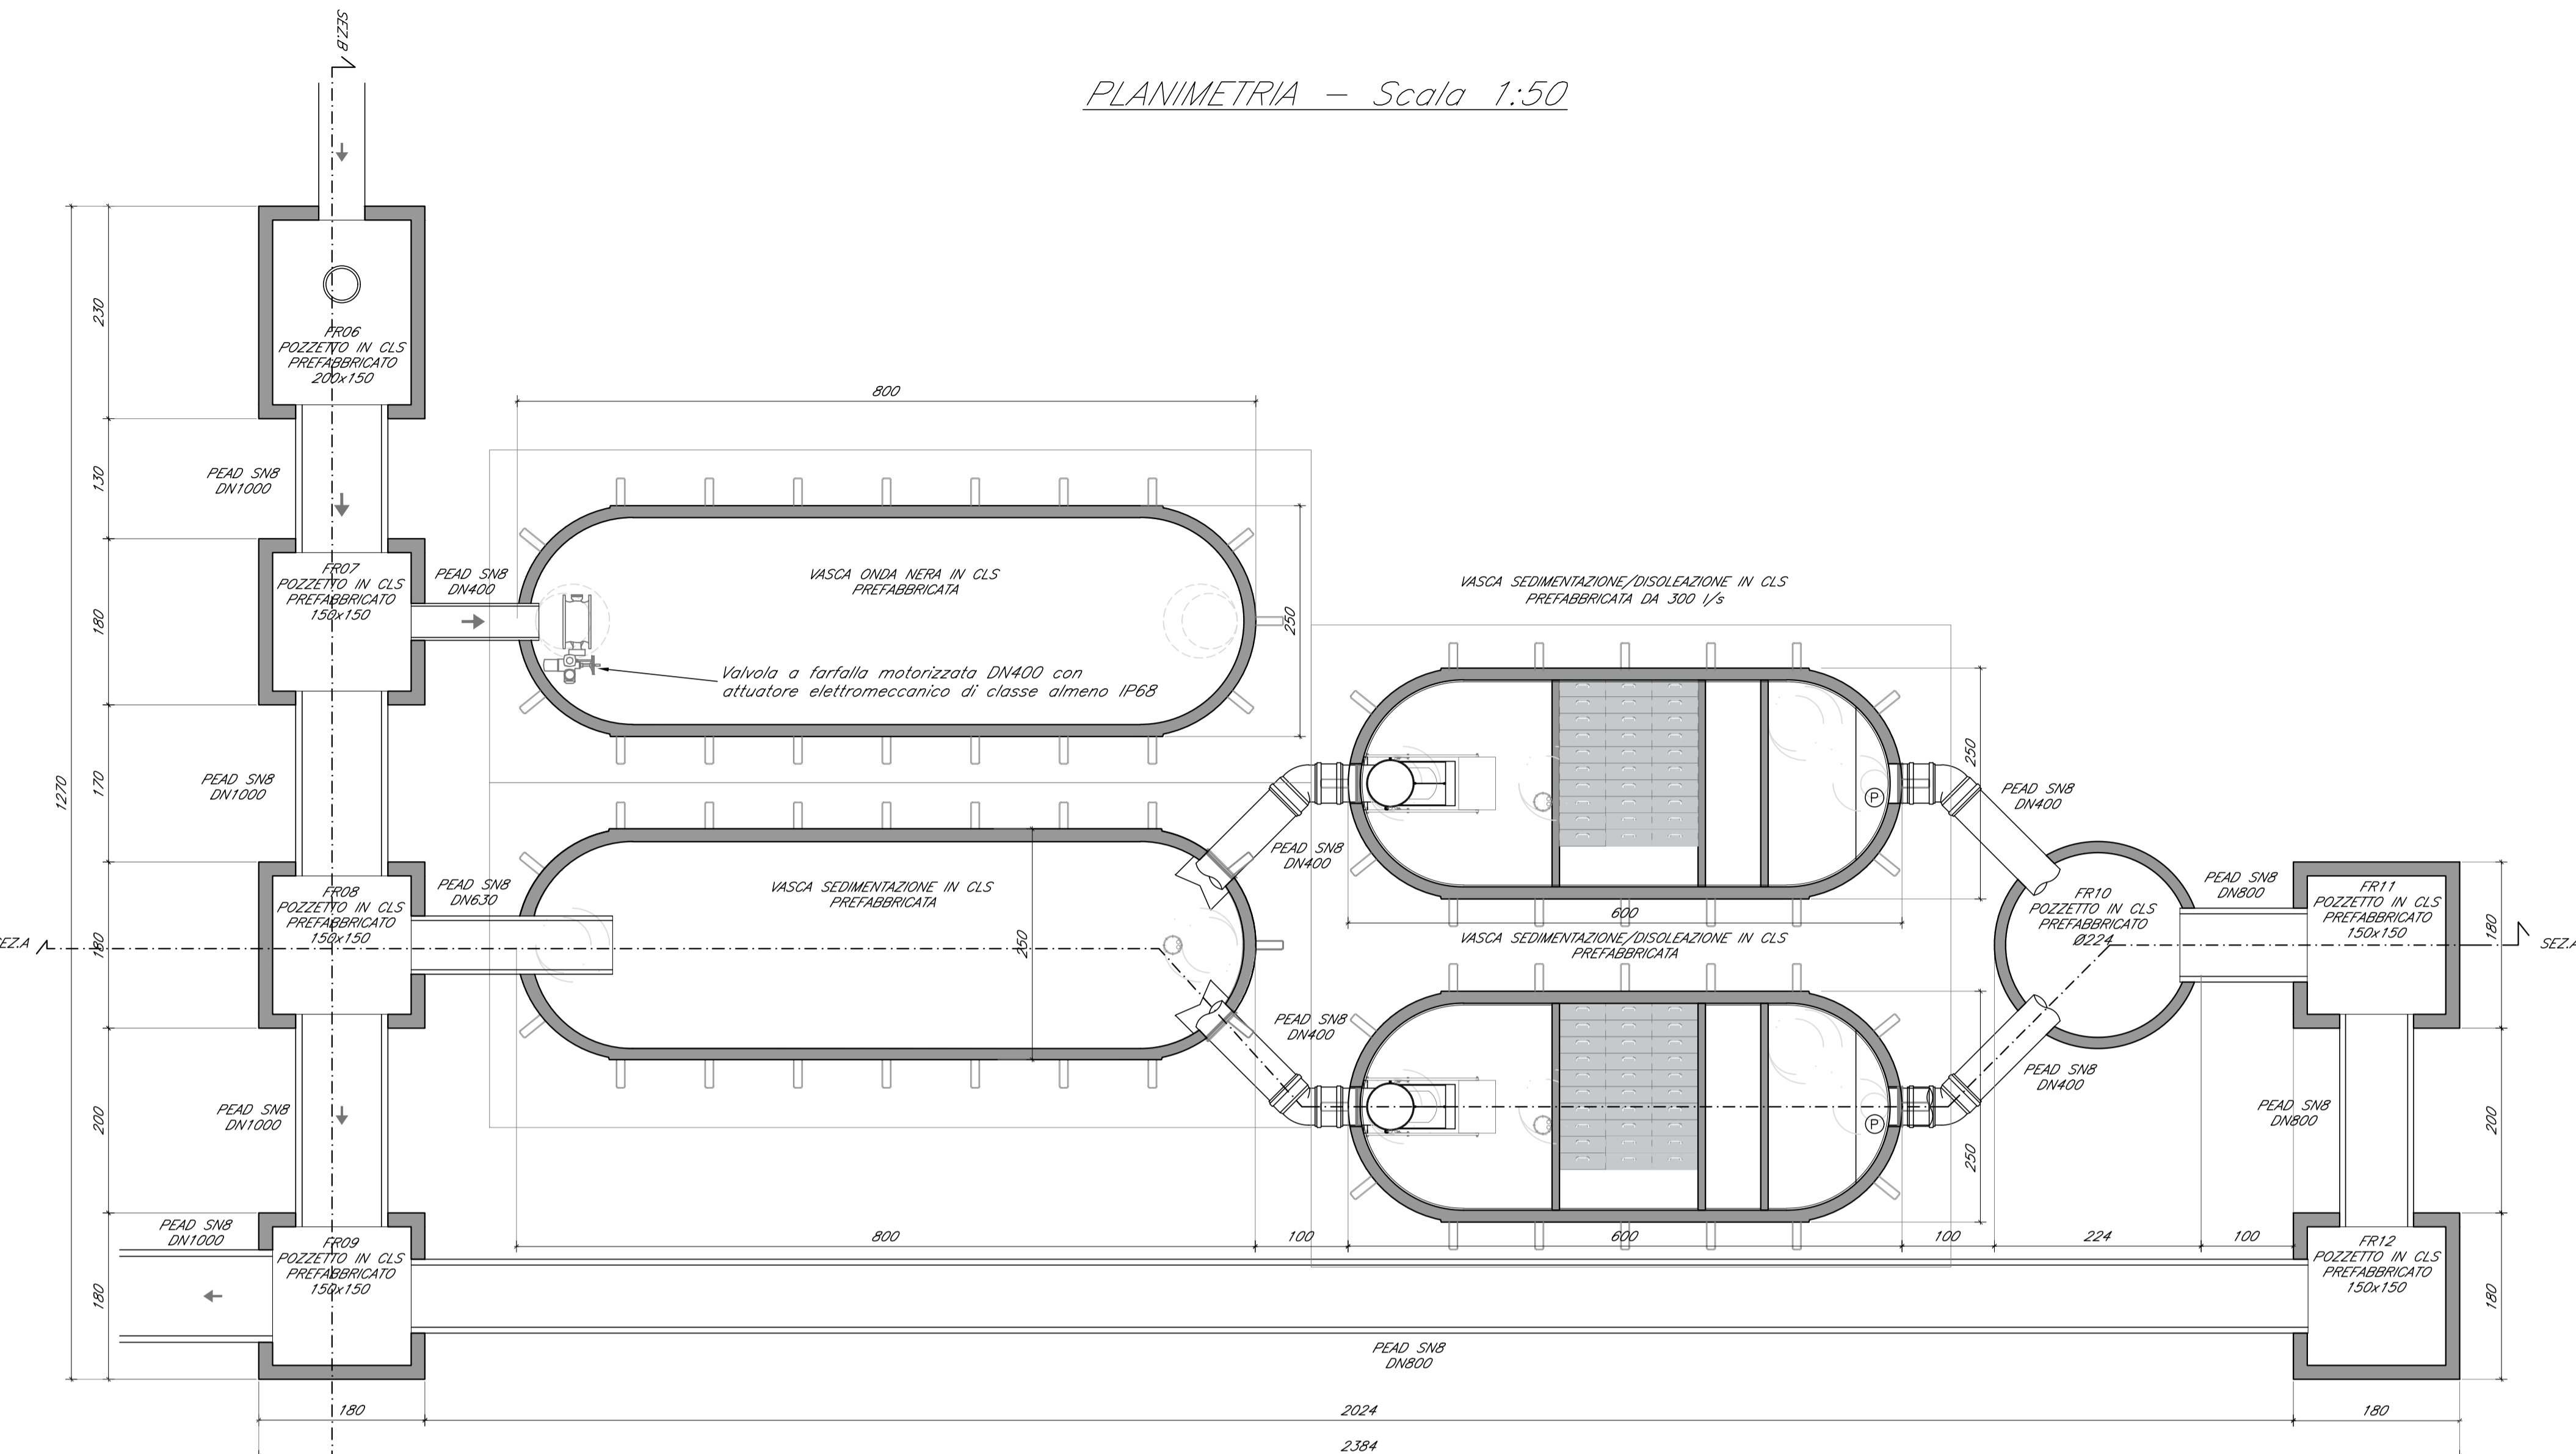 SEZ.B
PLANIMETRIA – Scala 1:50
FR06
POZZETTO IN CLS
PREFABBRICATO
200x150
230
800
PEAD SN8
DN1000
130
FR07
POZZETTO IN CLS
PREFABBRICATO
150x150
180
PEAD SN8
DN400
VASCA ONDA NERA IN CLS
PREFABBRICATA
250
Valvola a farfalla motorizzata DN400 con
attuatore elettromeccanico di classe almeno IP68
VASCA SEDIMENTAZIONE/DISOLEAZIONE IN CLS
PREFABBRICATA DA 300 l/s
250
P
1270
170
PEAD SN8
DN1000
PEAD SN8
DN400
PEAD SN8
DN400
FR08
POZZETTO IN CLS
PREFABBRICATO
150x150
180
PEAD SN8
DN630
VASCA SEDIMENTAZIONE IN CLS
PREFABBRICATA
250
600
VASCA SEDIMENTAZIONE/DISOLEAZIONE IN CLS
PREFABBRICATA
FR10
POZZETTO IN CLS
PREFABBRICATO
Ø224
PEAD SN8
DN800
FR11
POZZETTO IN CLS
PREFABBRICATO
150x150
180
SEZ.A
SEZ.A
PEAD SN8
DN400
PEAD SN8
DN400
P
250
200
PEAD SN8
DN1000
PEAD SN8
DN800
200
PEAD SN8
DN1000
FR09
POZZETTO IN CLS
PREFABBRICATO
150x150
180
800
100
600
100
224
100
FR12
POZZETTO IN CLS
PREFABBRICATO
150x150
180
PEAD SN8
DN800
180
2024
180
2384